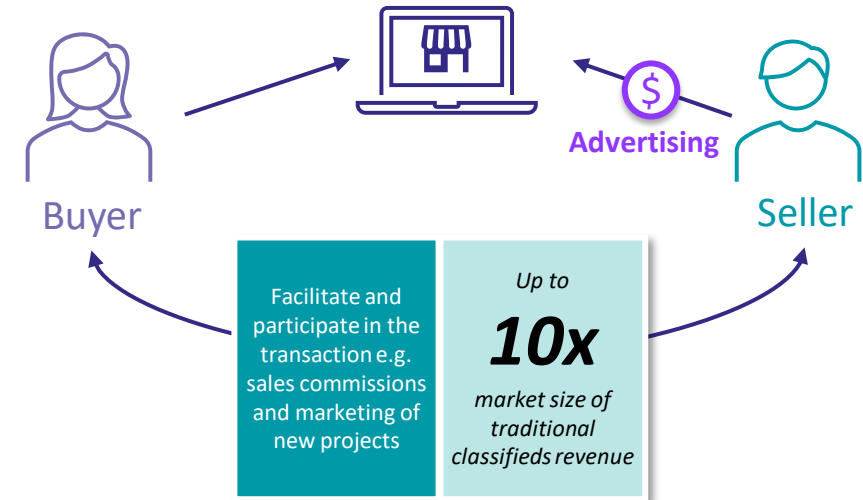 $
Advertising
Buyer
Seller
Facilitate and
participate in the
transaction e.g.
sales commissions
and marketing of
new projects
Up to
10x
market size of
traditional
classifieds revenue